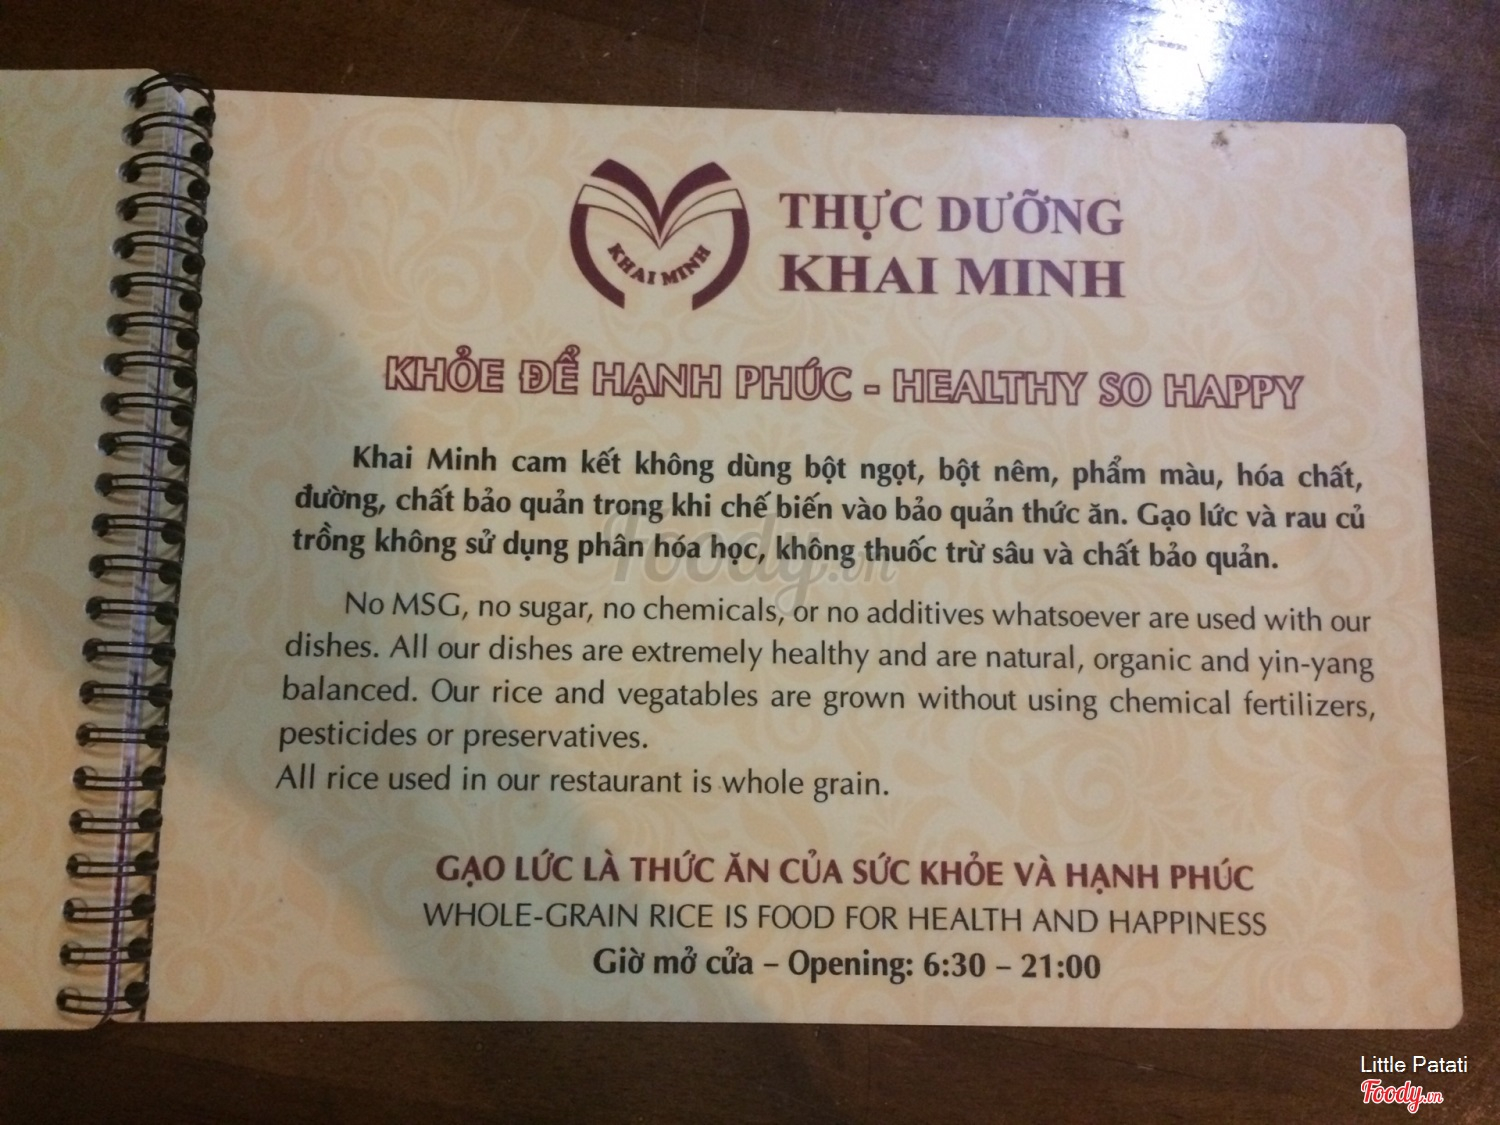 KHAI MINH
THỰC DƯỠNG
KHAI MINH
KHỎE ĐỂ HẠNH PHÚC - HEALTHY SO HAPPY
Khai Minh cam kết không dùng bột ngọt, bột nêm, phẩm màu, hóa chất,
đường, chất bảo quản trong khi chế biến vào bảo quản thức ăn. Gạo lức và rau củ
trồng không sử dụng phân hóa học, không thuốc trừ sâu và chất bảo quản.
Foody.vn
No MSG, no sugar, no chemicals, or no additives whatsoever are used with our
dishes. All our dishes are extremely healthy and are natural, organic and yin-yang
balanced. Our rice and vegatables are grown without using chemical fertilizers,
pesticides or preservatives.
All rice used in our restaurant is whole grain.
GẠO LỨC LÀ THỨC ĂN CỦA SỨC KHỎE VÀ HẠNH PHÚC
WHOLE-GRAIN RICE IS FOOD FOR HEALTH AND HAPPINESS
Giờ mở cửa – Opening: 6:30 – 21:00
Little Patati
Foody.vn